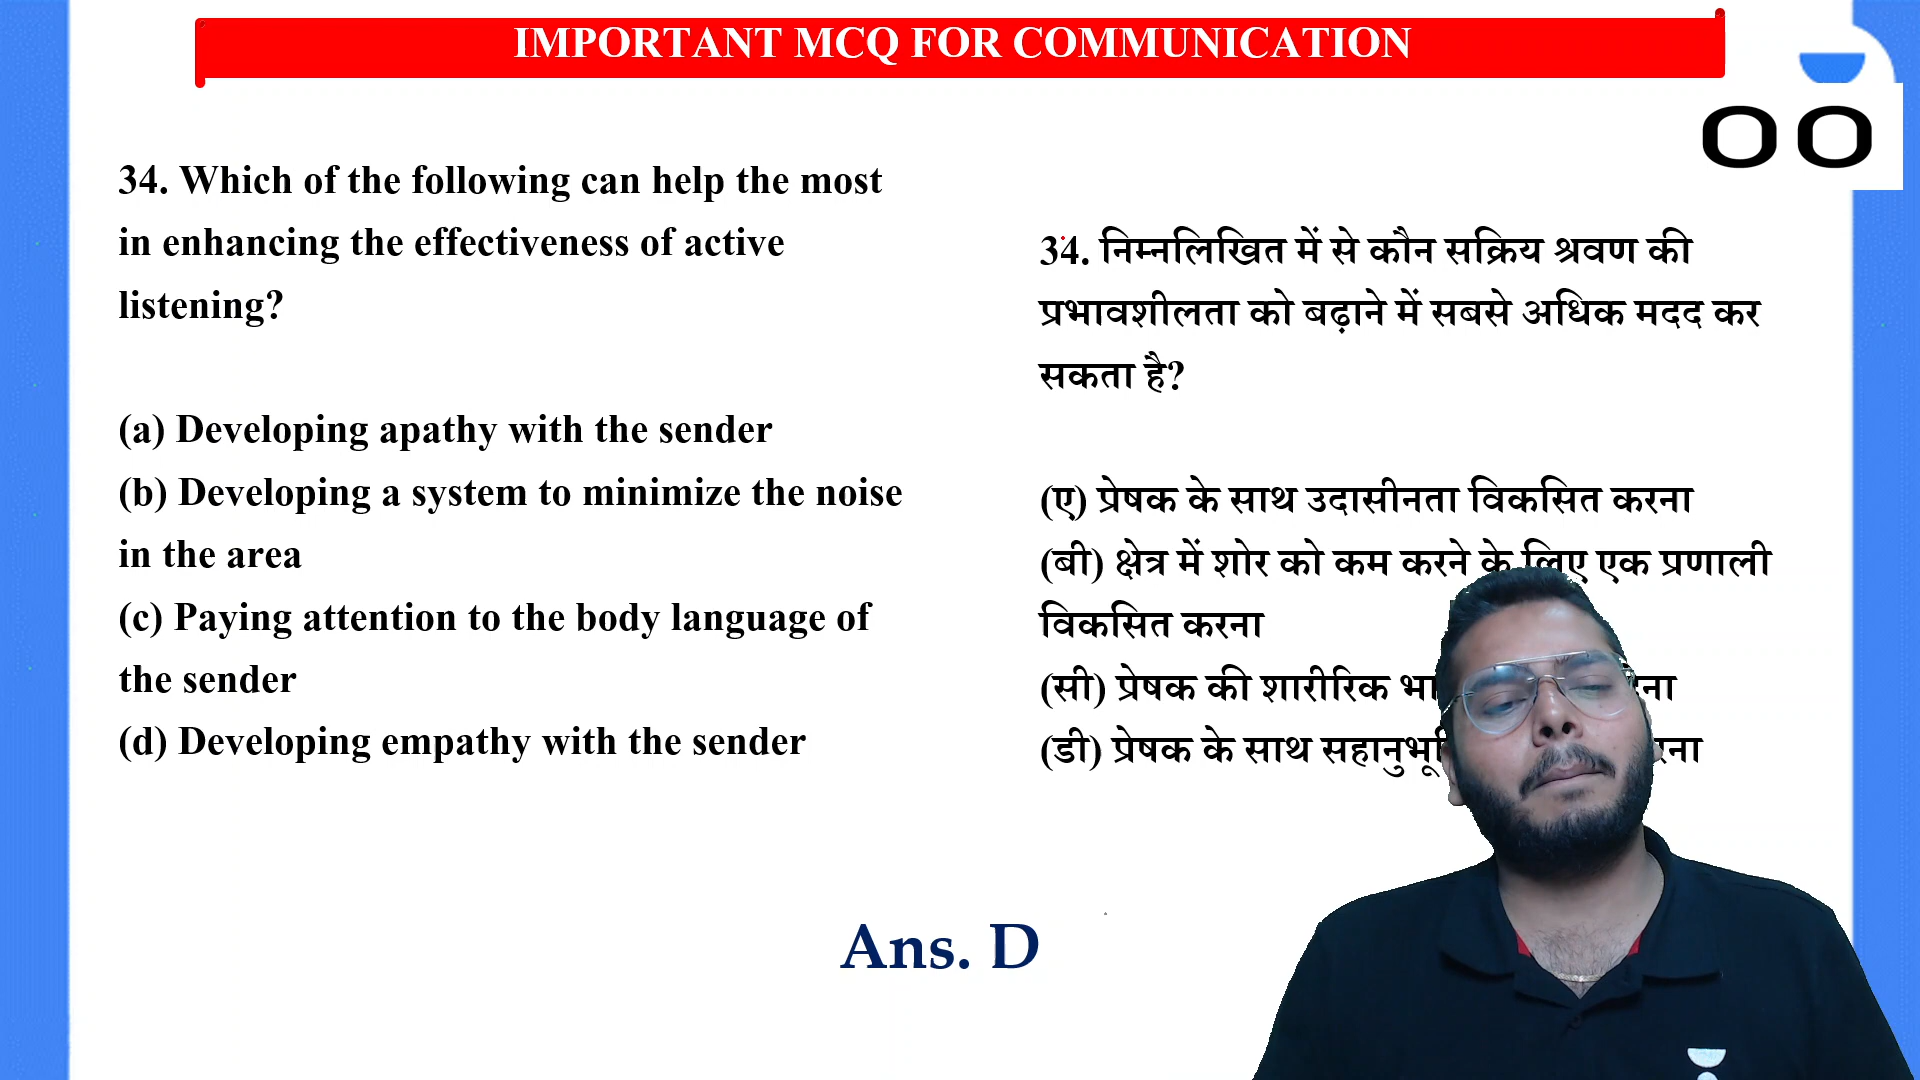 IMPORTANT MCQ FOR COMMUNICATION
34. Which of the following can help the most
in enhancing the effectiveness of active
listening?
(a) Developing apathy with the sender
(b) Developing a system to minimize the noise
in the area
(c) Paying attention to the body language of
the sender
(d) Developing empathy with the sender
34. निम्नलिखित में से कौन सक्रिय श्रवण की
प्रभावशीलता को बढ़ाने में सबसे अधिक मदद कर
सकता है?
(ए) प्रेषक के साथ उदासीनता विकसित करना
(बी) क्षेत्र में शोर को कम करने के लिए एक प्रणाली
विकसित करना
(सी) प्रेषक की शारीरिक
(डी) प्रेषक के साथ
Ans. D